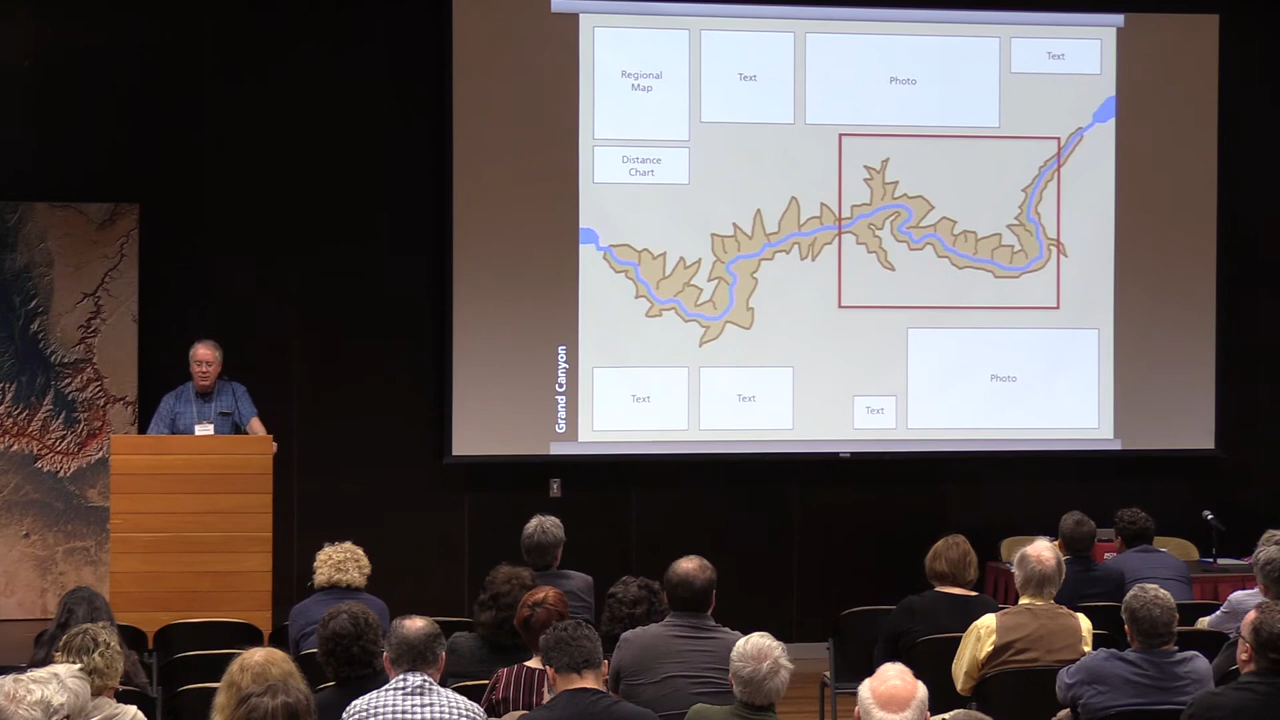 Regional
Map
Text
Photo
Text
Distance
Chart
Grand Canyon
Text
Text
Text
Photo